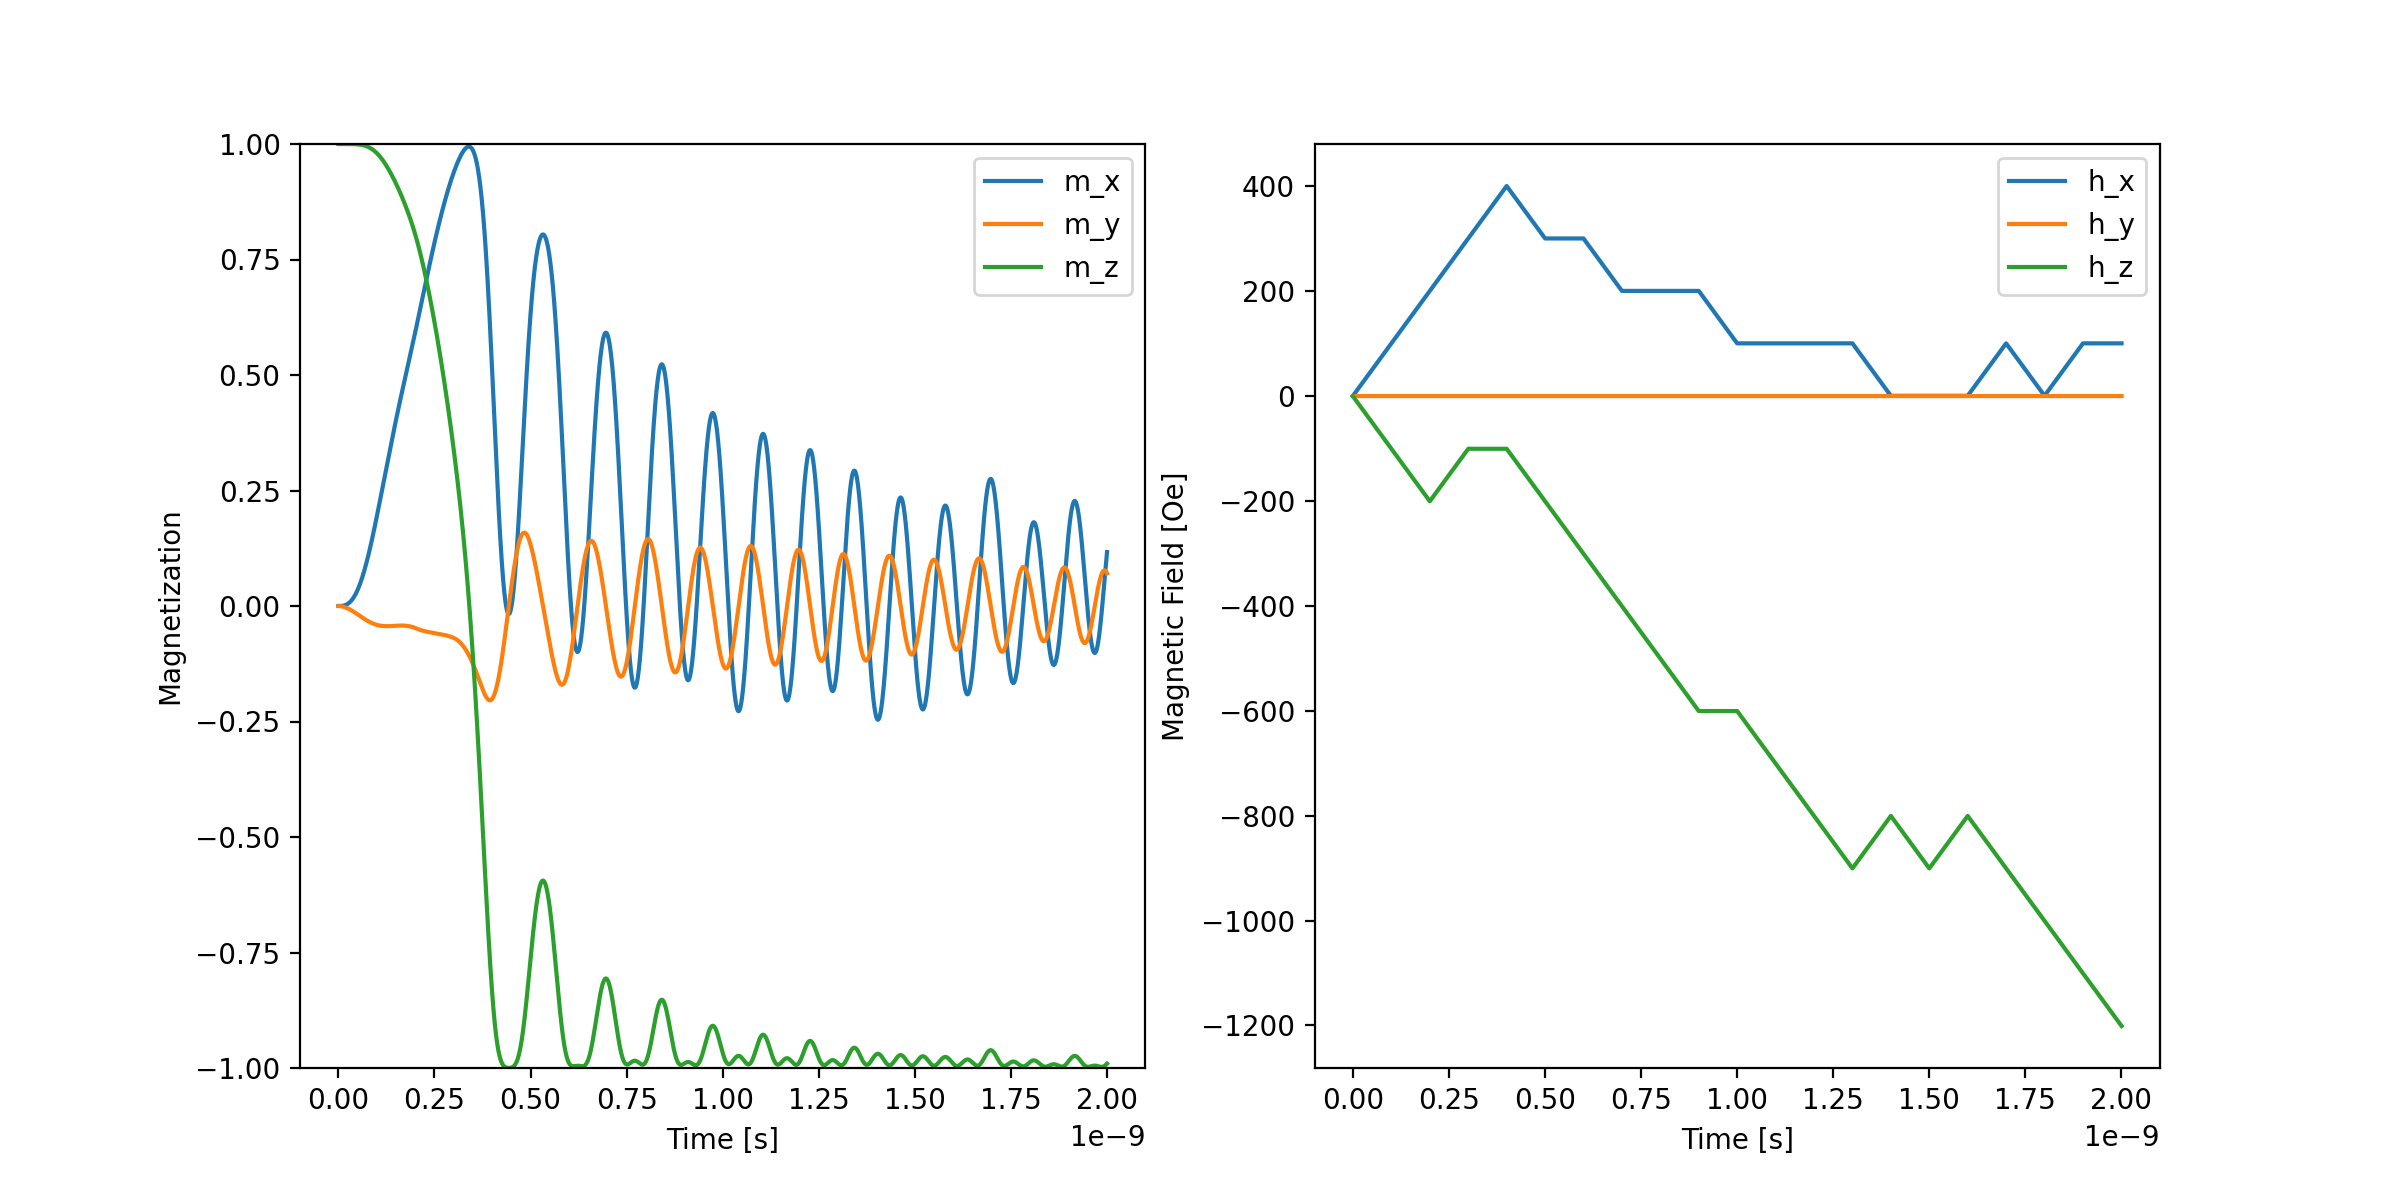 1.00
0.75
0.50
0.25
0.00
−0.25
−0.50
−0.75
−1.00
Magnetization
m_x
m_y
m_z
0.00 0.25 0.50 0.75 1.00 1.25 1.50 1.75 2.00
Time [s]
1e−9
400
200
0
−200
−400
−600
−800
−1000
−1200
Magnetic Field [Oe]
h_x
h_y
h_z
0.00 0.25 0.50 0.75 1.00 1.25 1.50 1.75 2.00
Time [s]
1e−9